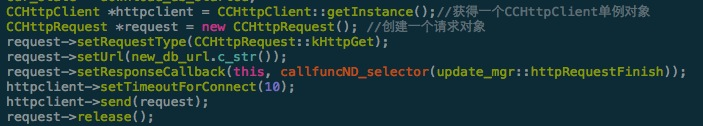 CCHttpClient *httpclient = CCHttpClient::getInstance();//获得一个CCHttpClient单例对象
CCHttpRequest *request = new CCHttpRequest(); //创建一个请求对象
request->setRequestType(CCHttpRequest::kHttpGet);
request->setUrl(new_db_url.c_str());
request->setResponseCallback(this, callfuncND_selector(update_mgr::httpRequestFinish));
httpclient->setTimeoutForConnect(10);
httpclient->send(request);
request->release();